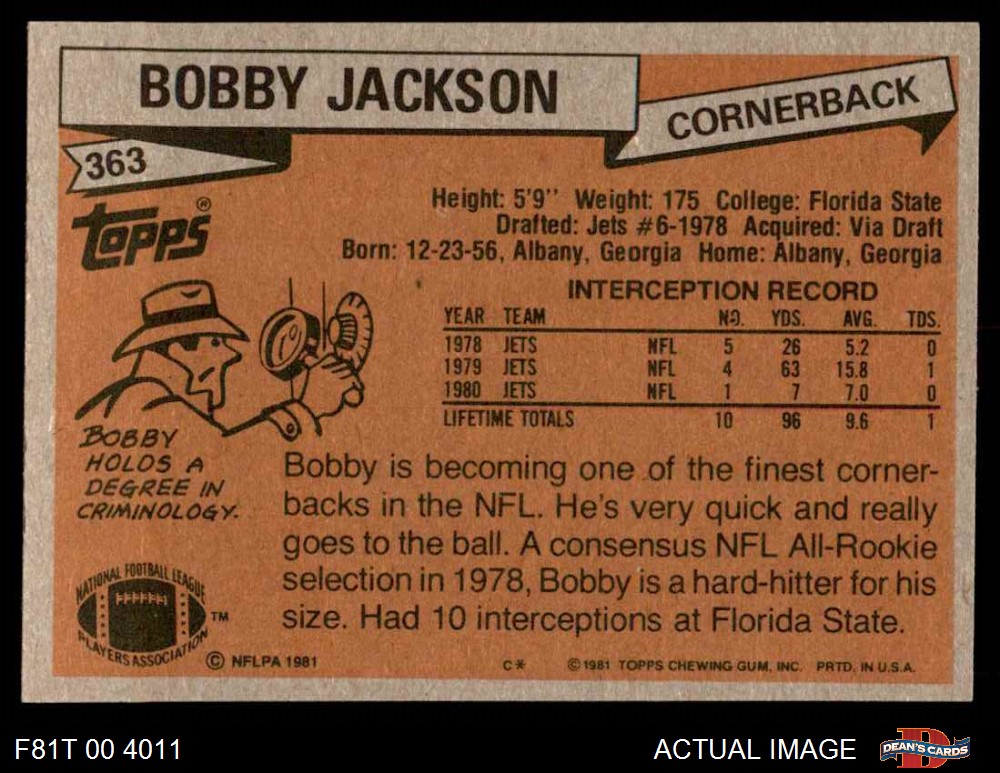 BOBBY JACKSON
CORNERBACK
363
TOPPS®
Height: 5'9'' Weight: 175 College: Florida State
Drafted: Jets #6-1978 Acquired: Via Draft
Born: 12-23-56, Albany, Georgia Home: Albany, Georgia
INTERCEPTION RECORD
YEAR TEAM NO. YDS. AVG. TDS.
1978 JETS NFL 5 26 5.2 0
1979 JETS NFL 4 63 15.8 1
1980 JETS NFL 1 7 7.0 0
LIFETIME TOTALS 10 96 9.6 1
BOBBY
HOLDS A
DEGREE IN
CRIMINOLOGY.
Bobby is becoming one of the finest corner-
backs in the NFL. He's very quick and really
goes to the ball. A consensus NFL All-Rookie
selection in 1978, Bobby is a hard-hitter for his
size. Had 10 interceptions at Florida State.
NATIONAL FOOTBALL LEAGUE
PLAYERS ASSOCIATION
™
© NFLPA 1981
C* © 1981 TOPPS CHEWING GUM, INC. PRTD. IN U.S.A.
F81T 00 4011
ACTUAL IMAGE
D
DEAN'S CARDS